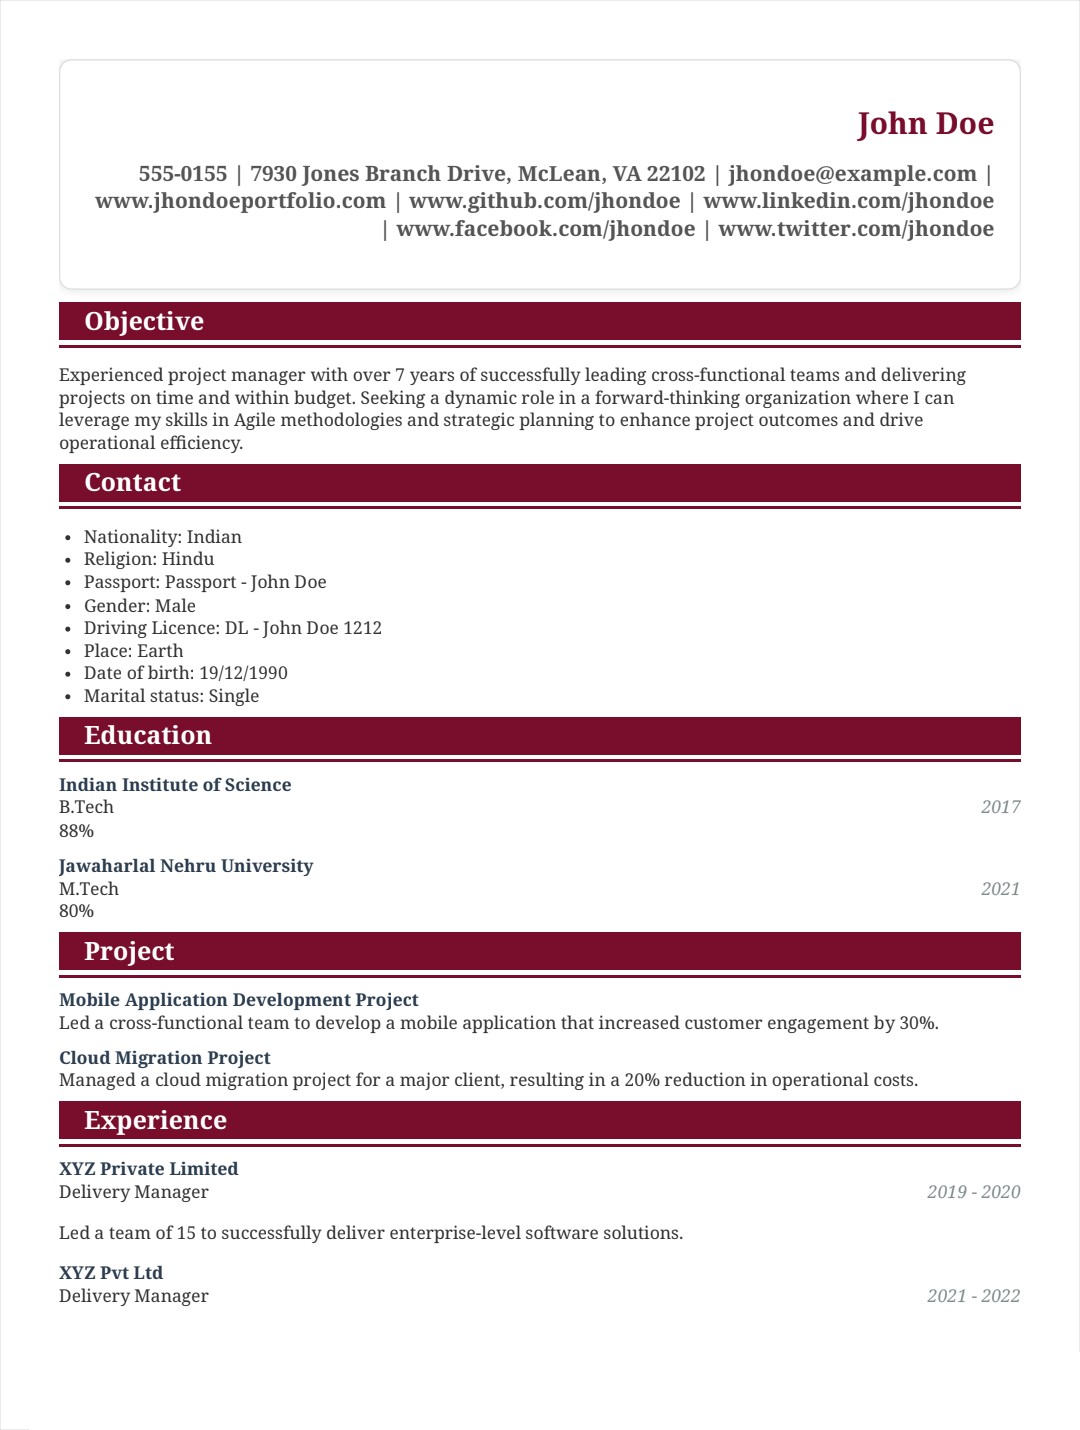 John Doe
555-0155 | 7930 Jones Branch Drive, McLean, VA 22102 | jhondoe@example.com |
www.jhondoeportfolio.com | www.github.com/jhondoe | www.linkedin.com/jhondoe
| www.facebook.com/jhondoe | www.twitter.com/jhondoe
Objective
Experienced project manager with over 7 years of successfully leading cross-functional teams and delivering
projects on time and within budget. Seeking a dynamic role in a forward-thinking organization where I can
leverage my skills in Agile methodologies and strategic planning to enhance project outcomes and drive
operational efficiency.
Contact
• Nationality: Indian
• Religion: Hindu
• Passport: Passport - John Doe
• Gender: Male
• Driving Licence: DL - John Doe 1212
• Place: Earth
• Date of birth: 19/12/1990
• Marital status: Single
Education
Indian Institute of Science
B.Tech 2017
88%
Jawaharlal Nehru University
M.Tech 2021
80%
Project
Mobile Application Development Project
Led a cross-functional team to develop a mobile application that increased customer engagement by 30%.
Cloud Migration Project
Managed a cloud migration project for a major client, resulting in a 20% reduction in operational costs.
Experience
XYZ Private Limited
Delivery Manager 2019 - 2020
Led a team of 15 to successfully deliver enterprise-level software solutions.
XYZ Pvt Ltd
Delivery Manager 2021 - 2022